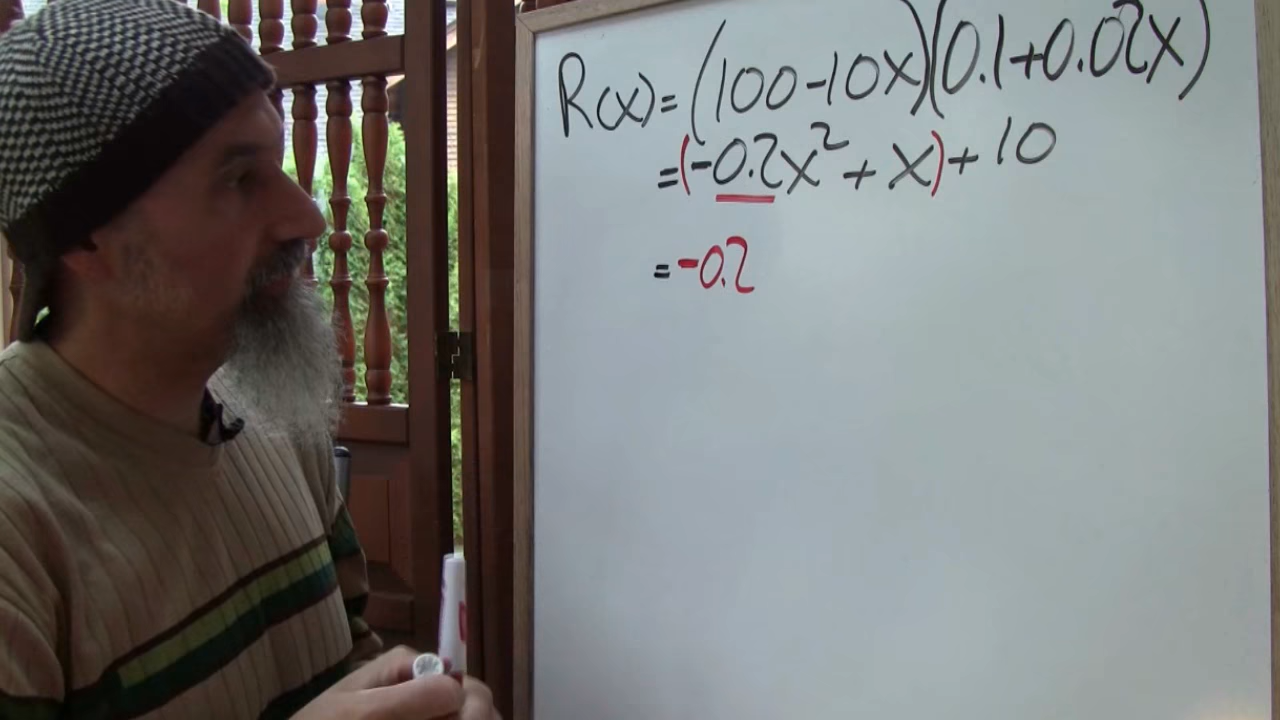 R(x)=(100-10x)(0.1+0.02x)
=(-0.2x²+x)+10
=-0.2